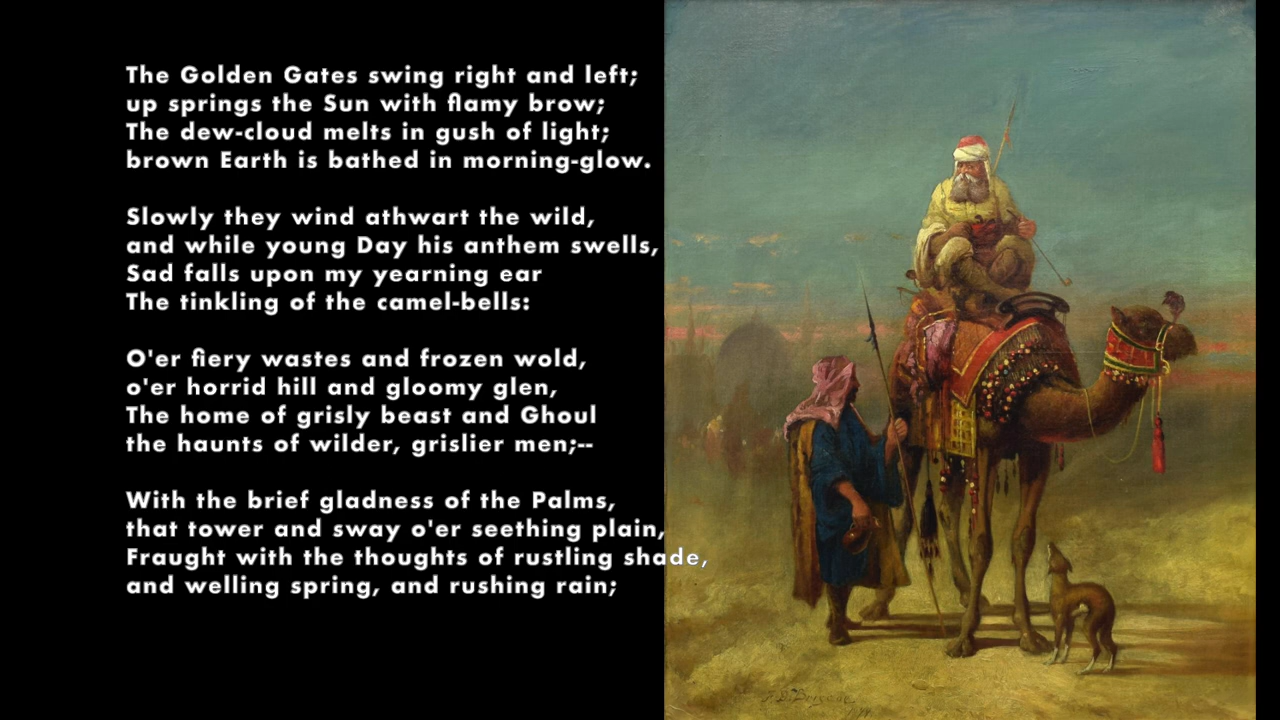 The Golden Gates swing right and left;
up springs the Sun with flamy brow;
The dew-cloud melts in gush of light;
brown Earth is bathed in morning-glow.
Slowly they wind athwart the wild,
and while young Day his anthem swells,
Sad falls upon my yearning ear
The tinkling of the camel-bells:
O'er fiery wastes and frozen wold,
o'er horrid hill and gloomy glen,
The home of grisly beast and Ghoul
the haunts of wilder, grislier men;--
With the brief gladness of the Palms,
that tower and sway o'er seething plain,
Fraught with the thoughts of rustling shade,
and welling spring, and rushing rain;